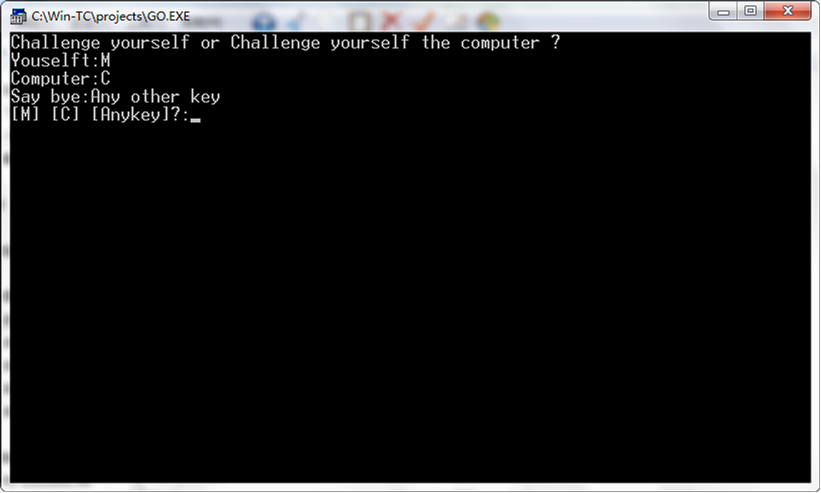 C:\Win-TC\projects\GO.EXE
Challenge yourself or Challenge yourself the computer ?
Youselft:M
Computer:C
Say bye:Any other key
[M] [C] [Anykey]?:_